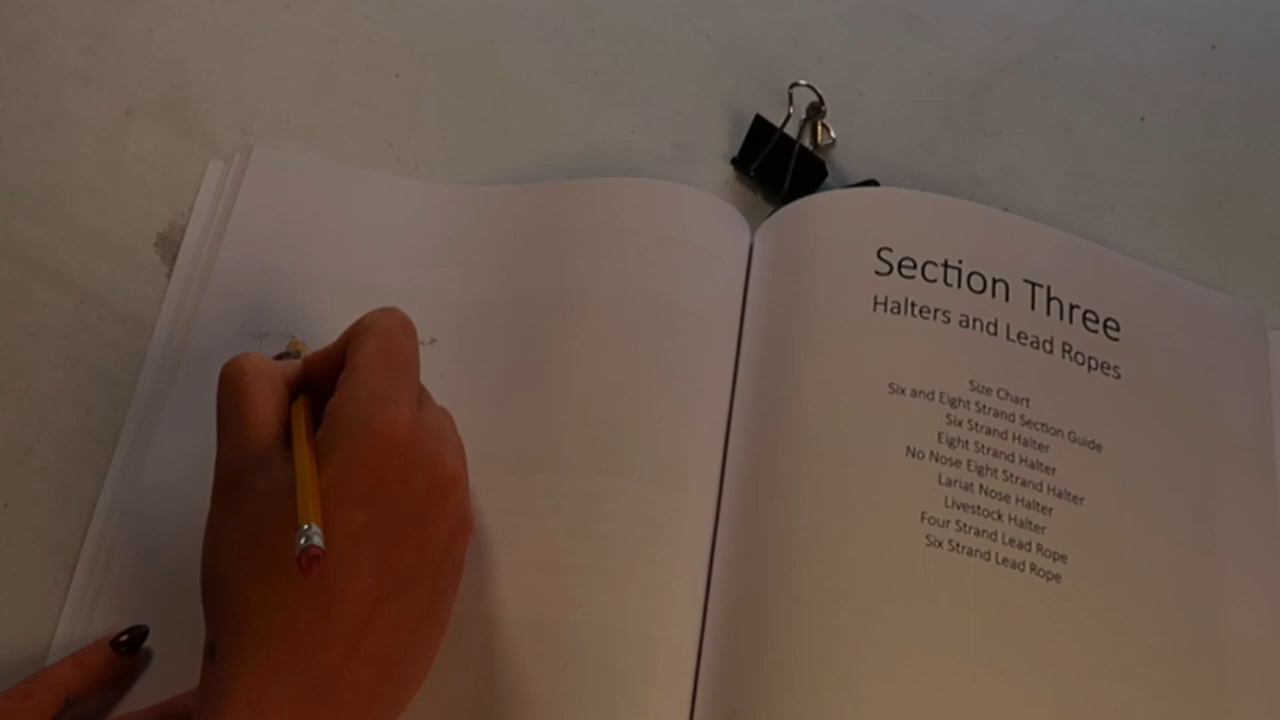 Section Three
Halters and Lead Ropes
Size Chart
Six and Eight Strand Section Guide
Six Strand Halter
Eight Strand Halter
No Nose Eight Strand Halter
Lariat Nose Halter
Livestock Halter
Four Strand Lead Rope
Six Strand Lead Rope